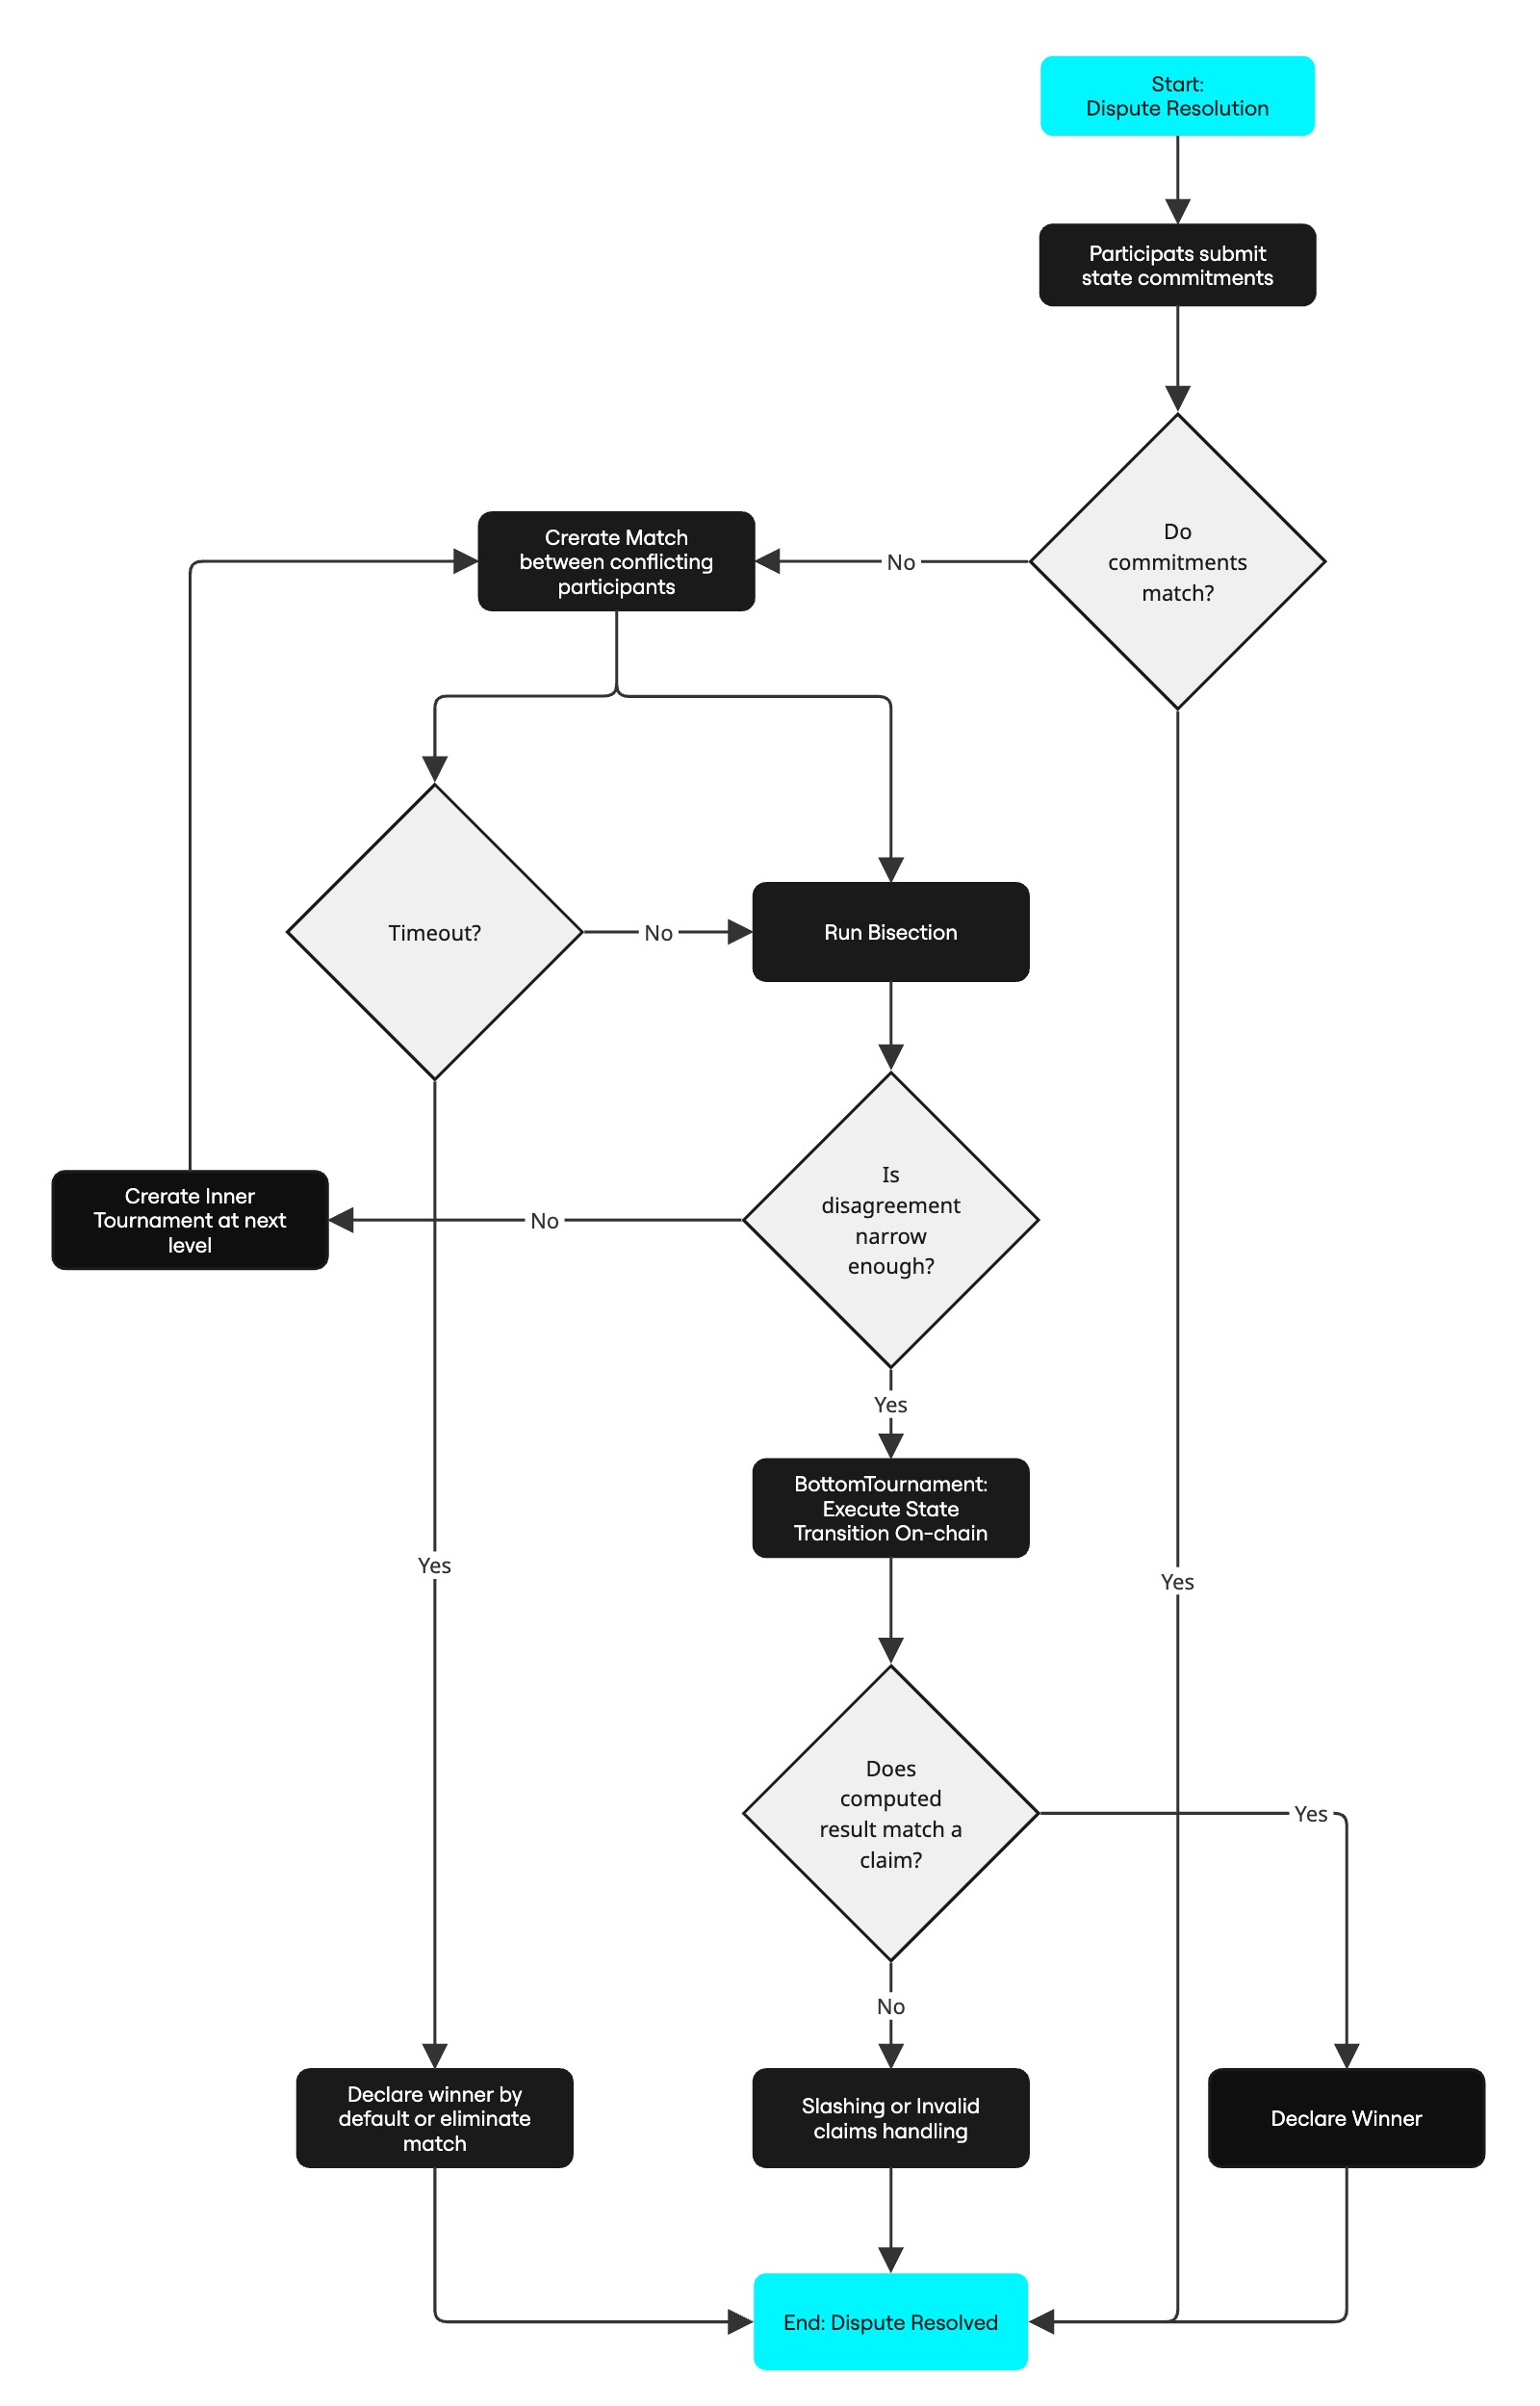 Start:
Dispute Resolution
Participats submit
state commitments
Do
commitments
match?
No
Crerate Match
between conflicting
participants
Timeout?
No
Run Bisection
Is
disagreement
narrow
enough?
No
Crerate Inner
Tournament at next
level
Yes
BottomTournament:
Execute State
Transition On-chain
Yes
Yes
Does
computed
result match a
claim?
Yes
No
Declare winner by
default or eliminate
match
Slashing or Invalid
claims handling
Declare Winner
End: Dispute Resolved